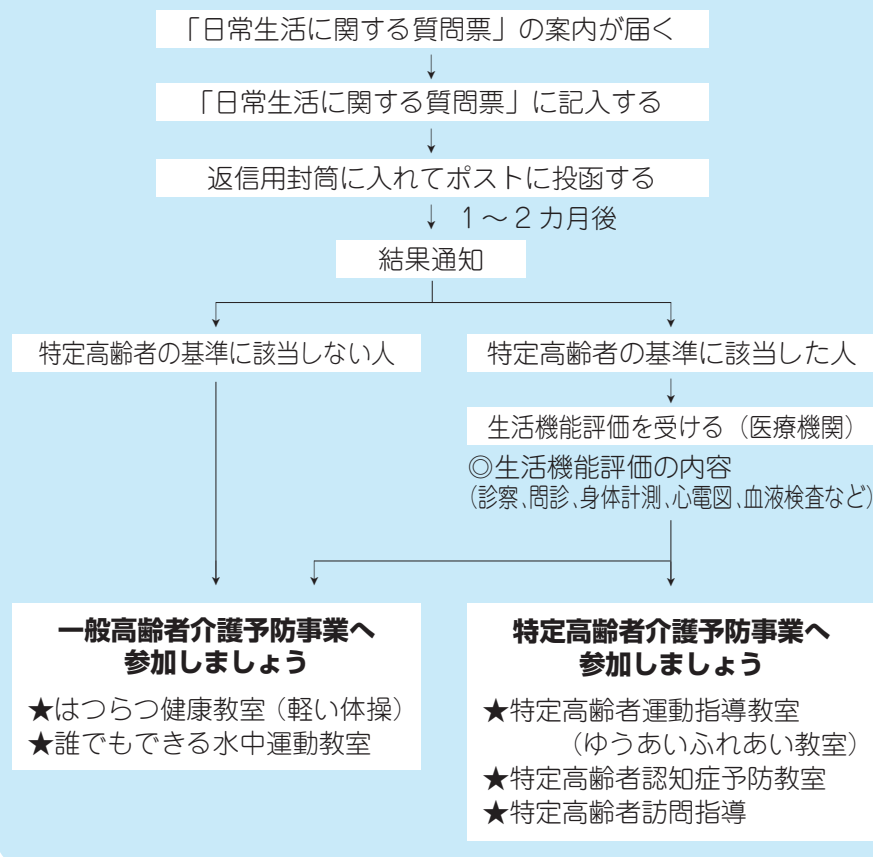 「日常生活に関する質問票」の案内が届く
↓
「日常生活に関する質問票」に記入する
↓
返信用封筒に入れてポストに投函する
↓ 1~2カ月後
結果通知
特定高齢者の基準に該当しない人
特定高齢者の基準に該当した人
生活機能評価を受ける(医療機関)
◎生活機能評価の内容
(診察、問診、身体計測、心電図、血液検査など)
一般高齢者介護予防事業へ
参加しましょう
★はつらつ健康教室(軽い体操)
★誰でもできる水中運動教室
特定高齢者介護予防事業へ
参加しましょう
★特定高齢者運動指導教室
(ゆうあいふれあい教室)
★特定高齢者認知症予防教室
★特定高齢者訪問指導